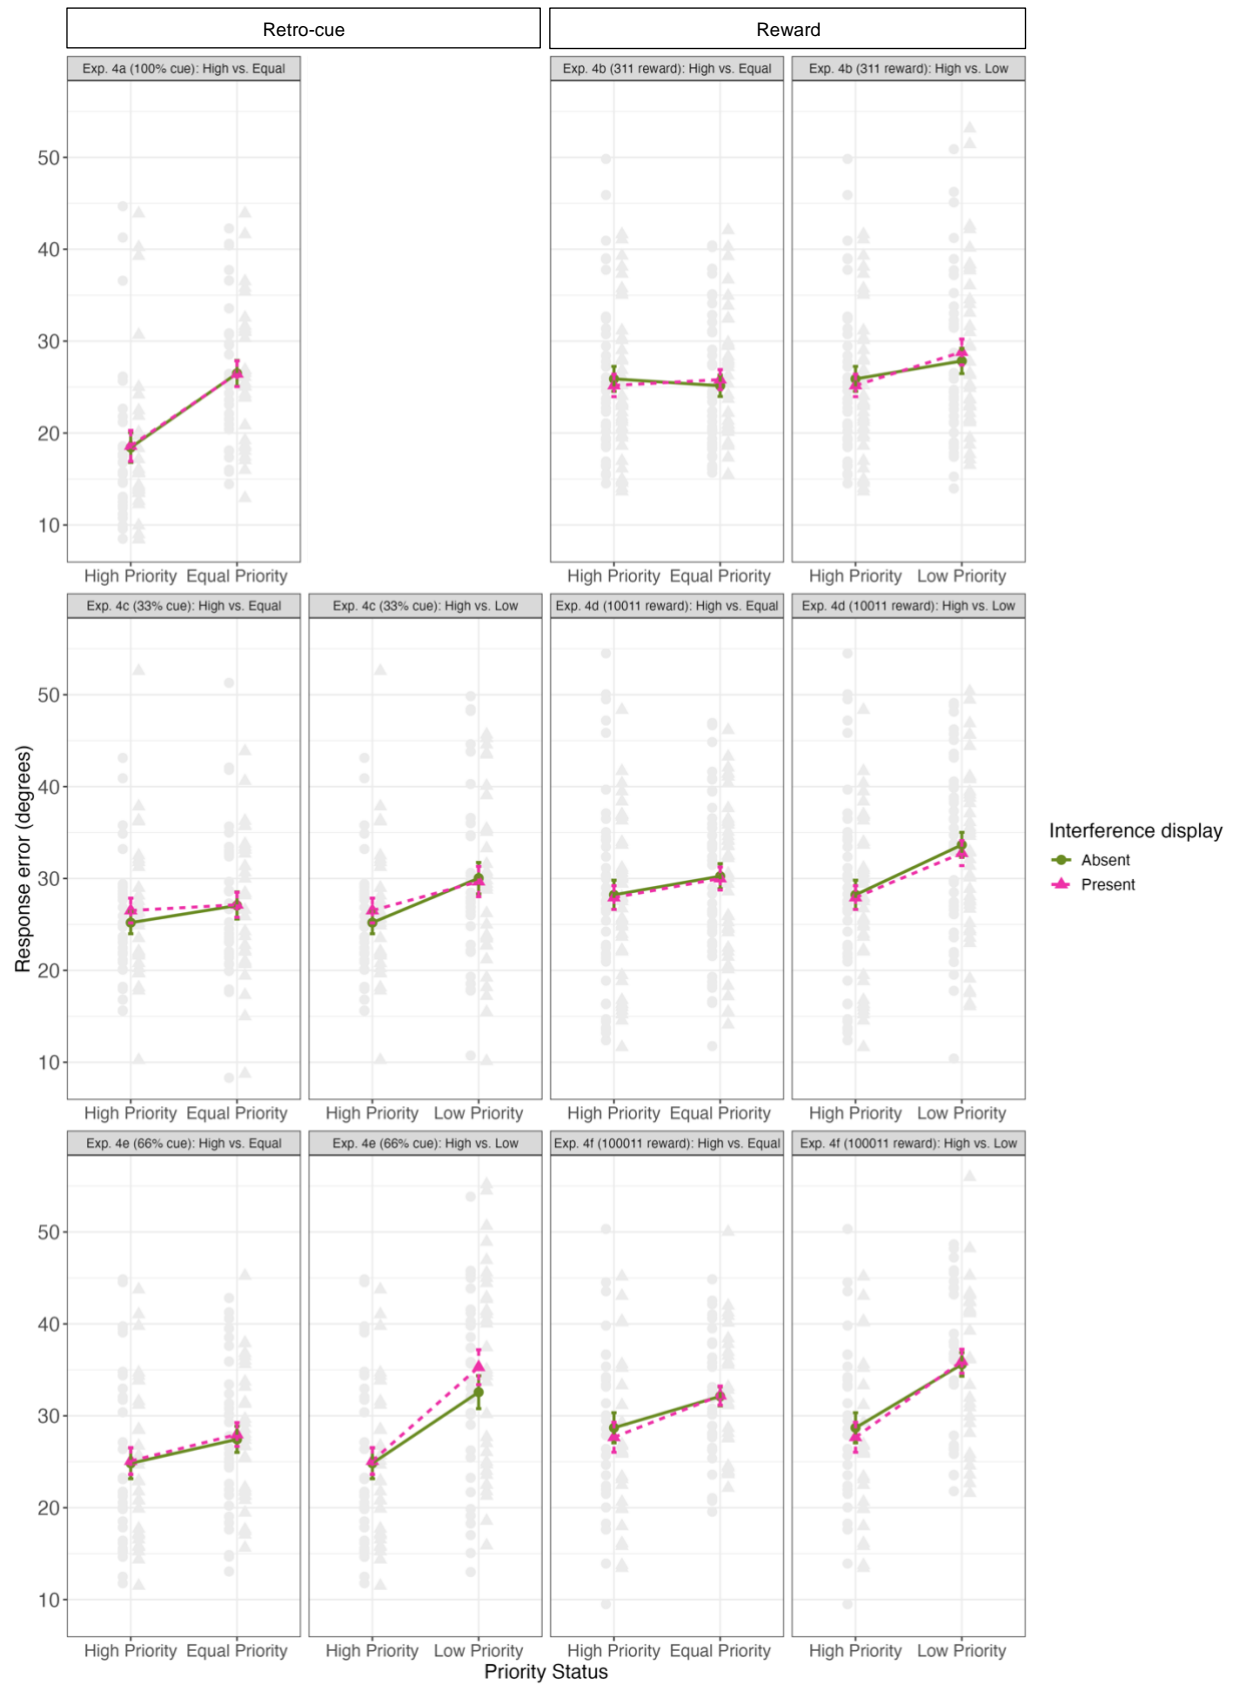 Retro-cue Reward
Exp. 4a (100% cue): High vs. Equal Exp. 4b (311 reward): High vs. Equal Exp. 4b (311 reward): High vs. Low
50
40
30
20
10
High Priority Equal Priority High Priority Equal Priority High Priority Low Priority
Exp. 4c (33% cue): High vs. Equal Exp. 4c (33% cue): High vs. Low Exp. 4d (10011 reward): High vs. Equal Exp. 4d (10011 reward): High vs. Low
50
40
30
20
10
Response error (degrees)
Interference display
Absent
Present
High Priority Equal Priority High Priority Low Priority High Priority Equal Priority High Priority Low Priority
Exp. 4e (66% cue): High vs. Equal Exp. 4e (66% cue): High vs. Low Exp. 4f (100011 reward): High vs. Equal Exp. 4f (100011 reward): High vs. Low
50
40
30
20
10
High Priority Equal Priority High Priority Low Priority High Priority Equal Priority High Priority Low Priority
Priority Status